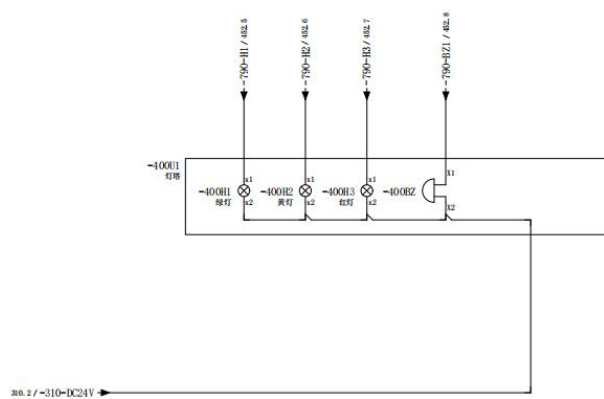 -790-H1 / 452.5
-790-H2 / 452.6
-790-H3 / 452.7
-790-BZ1 / 452.8
-400U1
灯塔
-400H1
绿灯
x1
x2
-400H2
黄灯
x1
x2
-400H3
红灯
x1
x2
-400BZ
X1
X2
310.2 / -310-DC24V